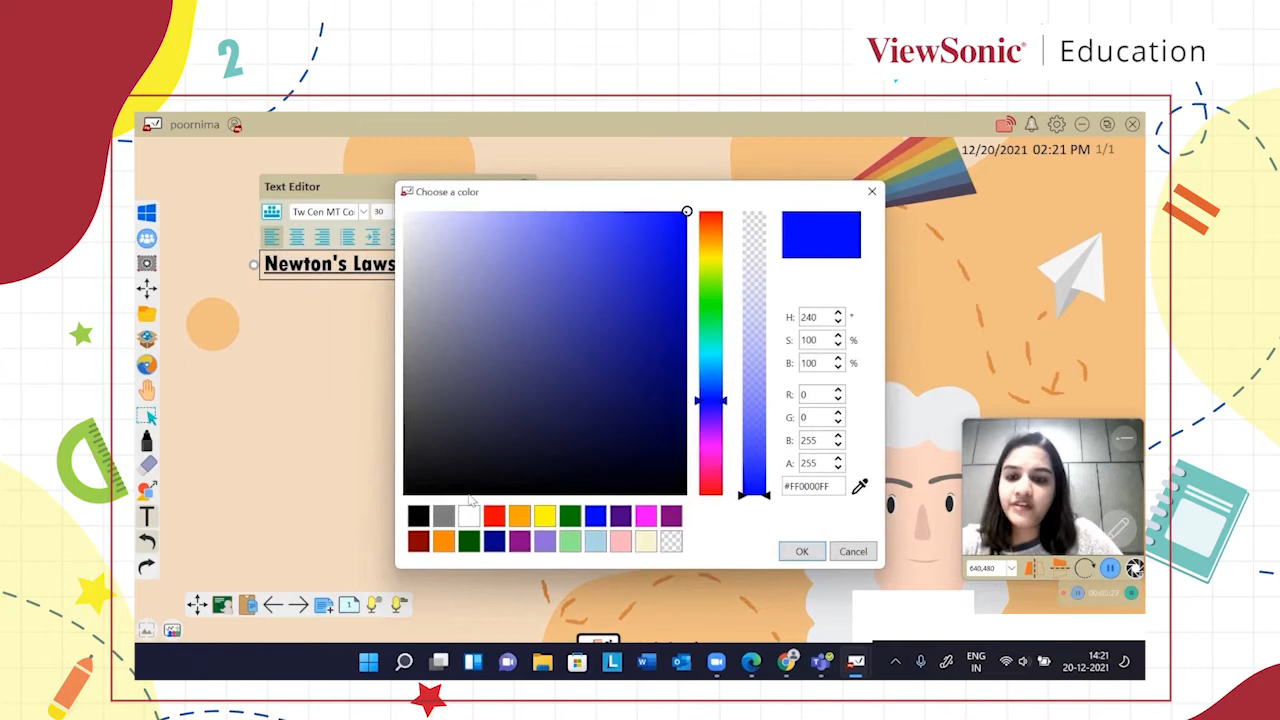 2
ViewSonic® Education
poornima
12/20/2021 02:21 PM 1/1
Text Editor
Tw Cen MT Co 30
Newton's Laws
Choose a color
H: 240 °
S: 100 %
B: 100 %
R: 0
G: 0
B: 255
A: 255
#FF0000FF
OK Cancel
640,480
T
1
ENG
IN
14:21
20-12-2021